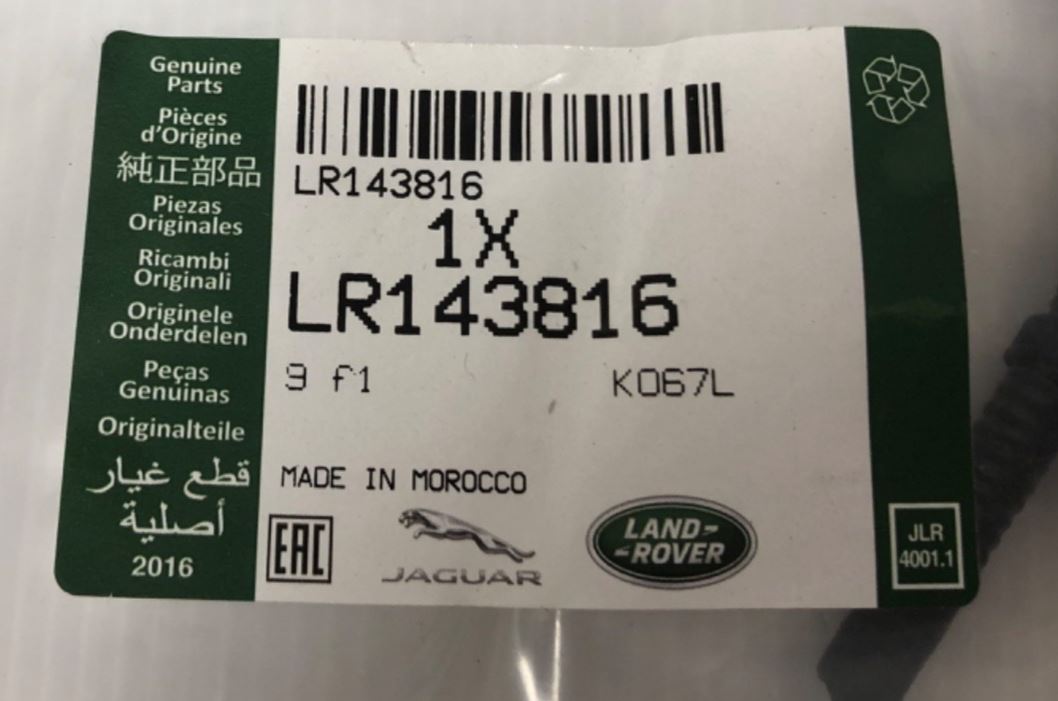 Genuine
Parts
Pièces
d'Origine
純正部品
Piezas
Originales
Ricambi
Originali
Originele
Onderdelen
Peças
Genuinas
Originalteile
قطع غيار
أصلية
2016
LR143816
1X
LR143816
9 f1
K067L
MADE IN MOROCCO
EAC
JAGUAR
LAND-
-ROVER
JLR
4001.1